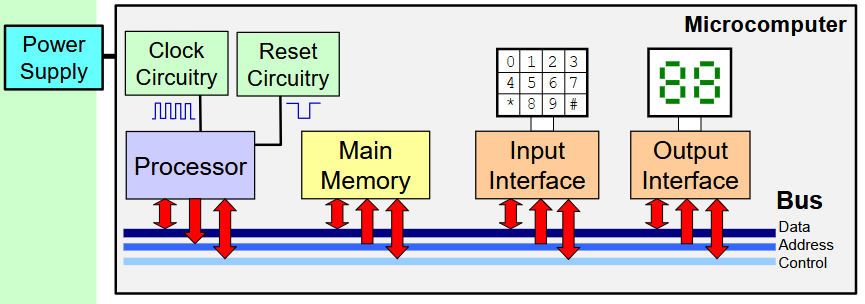 Microcomputer
Power
Supply
Clock
Circuitry
Reset
Circuitry
0 1 2 3
4 5 6 7
* 8 9 #
88
Processor
Main
Memory
Input
Interface
Output
Interface
Bus
Data
Address
Control